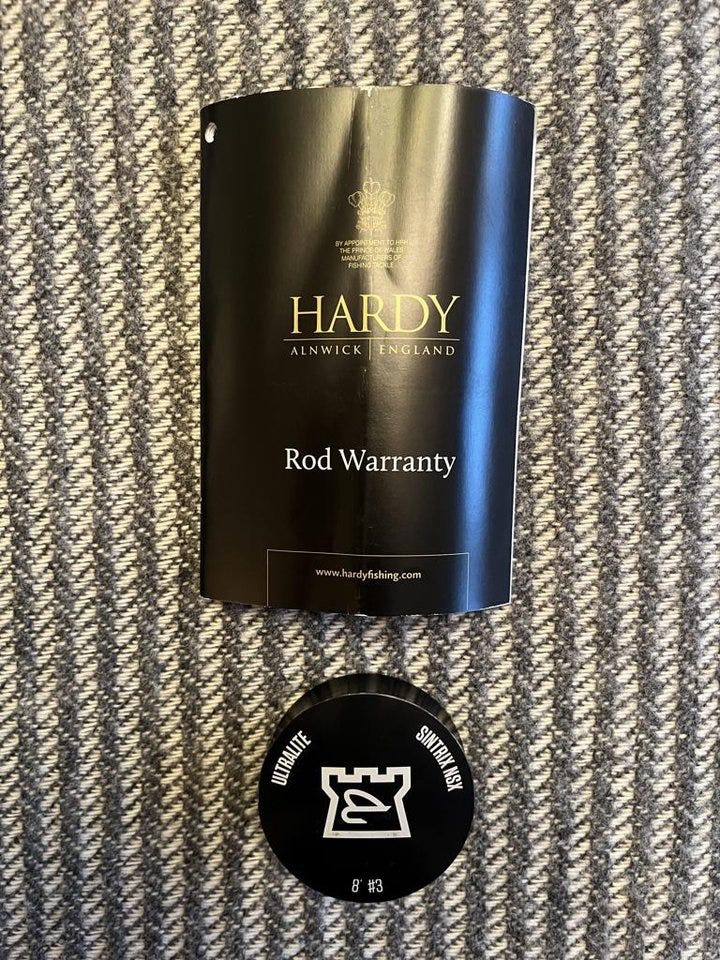 BY APPOINTMENT TO HRH
THE PRINCE OF WALES
MANUFACTURERS OF
FISHING TACKLE
HARDY
ALNWICK | ENGLAND
Rod Warranty
www.hardyfishing.com
ULTRALITE
SINTRIX NSX
8' #3